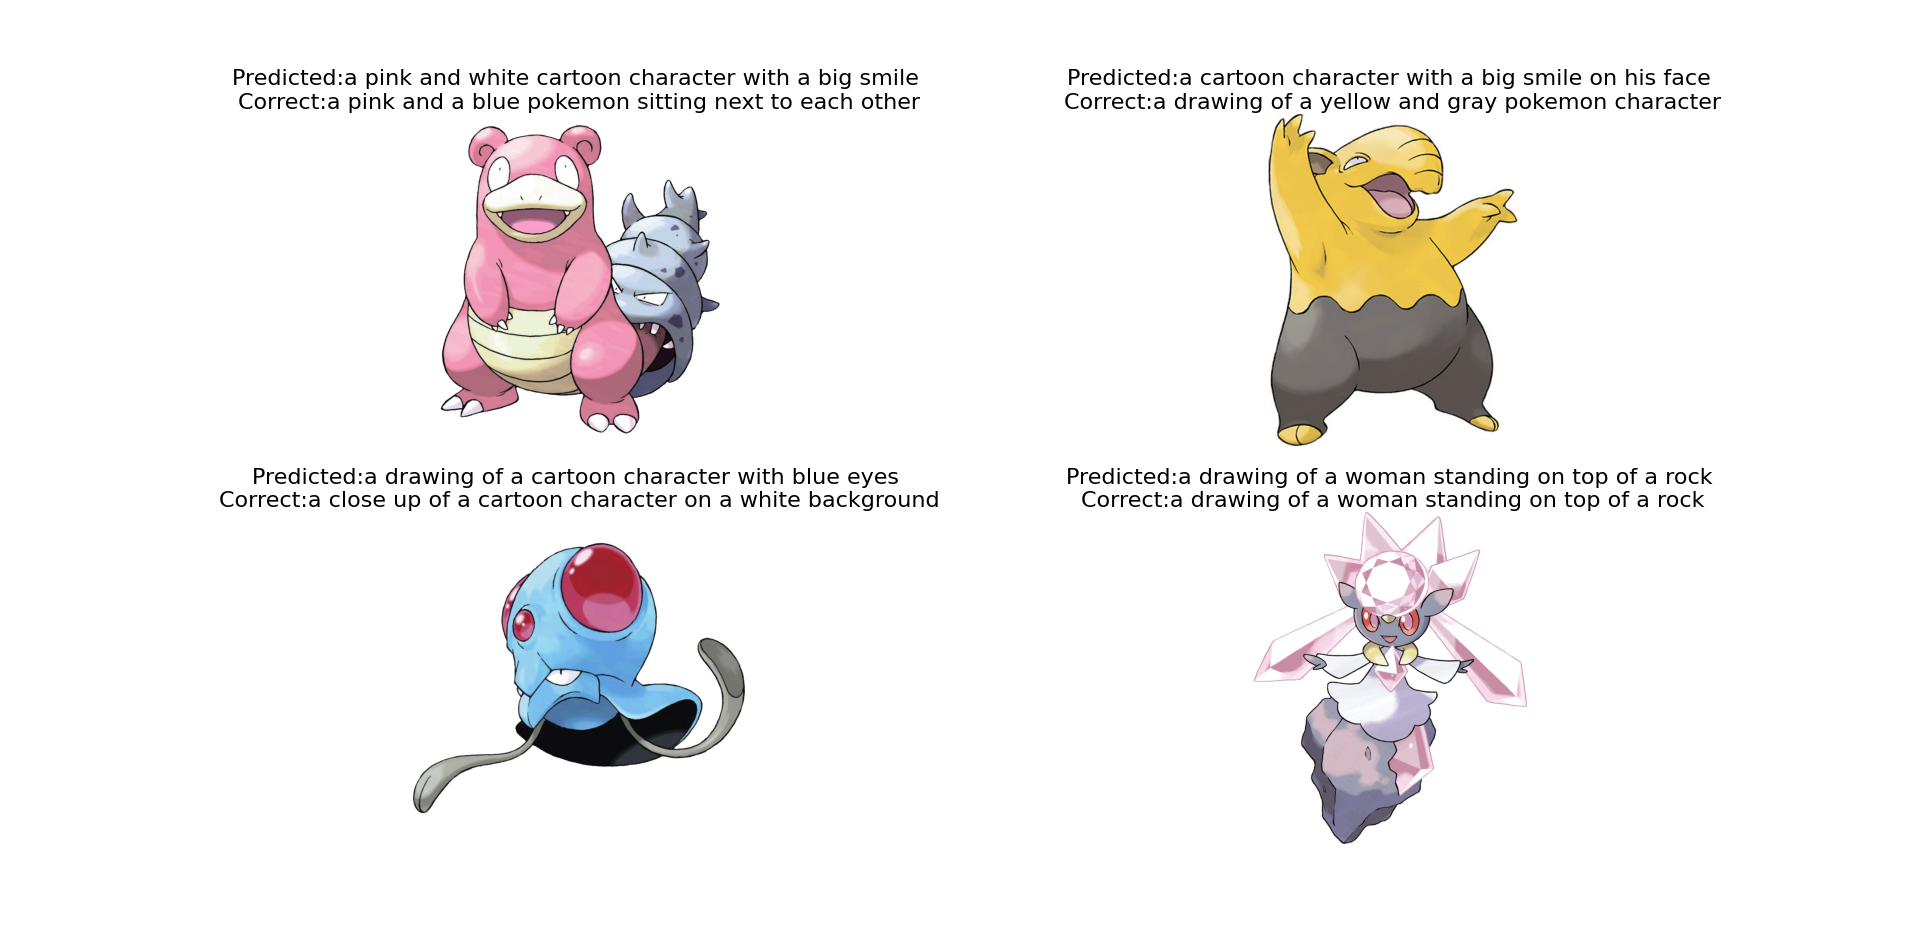 Predicted:a pink and white cartoon character with a big smile
Correct:a pink and a blue pokemon sitting next to each other
Predicted:a cartoon character with a big smile on his face
Correct:a drawing of a yellow and gray pokemon character
Predicted:a drawing of a cartoon character with blue eyes
Correct:a close up of a cartoon character on a white background
Predicted:a drawing of a woman standing on top of a rock
Correct:a drawing of a woman standing on top of a rock